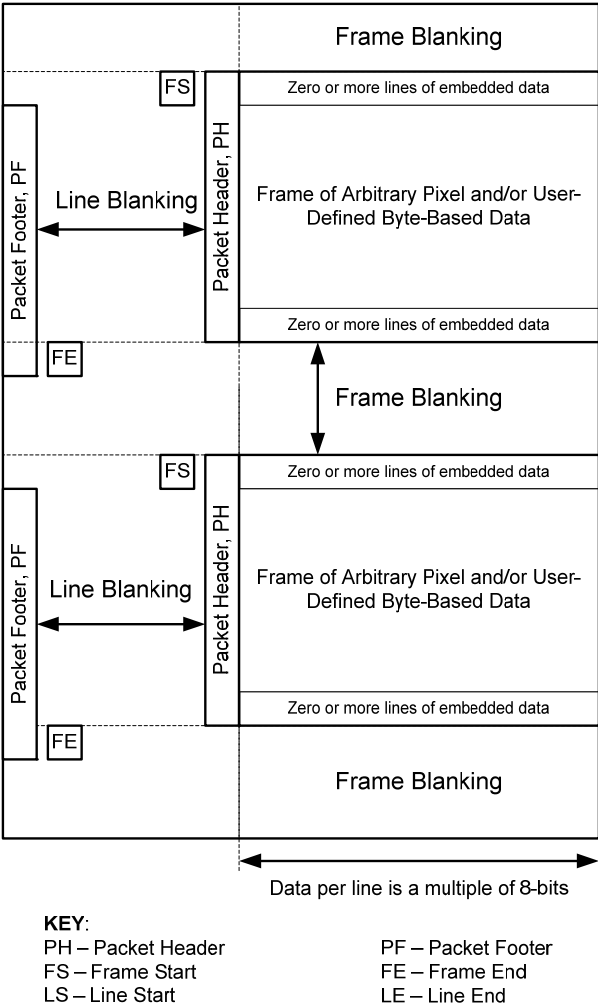 Frame Blanking
FS
Zero or more lines of embedded data
Packet Footer, PF
Line Blanking
Packet Header, PH
Frame of Arbitrary Pixel and/or User-
Defined Byte-Based Data
Zero or more lines of embedded data
FE
Frame Blanking
FS
Zero or more lines of embedded data
Packet Footer, PF
Line Blanking
Packet Header, PH
Frame of Arbitrary Pixel and/or User-
Defined Byte-Based Data
Zero or more lines of embedded data
FE
Frame Blanking
Data per line is a multiple of 8-bits
KEY:
PH – Packet Header
PF – Packet Footer
FS – Frame Start
FE – Frame End
LS – Line Start
LE – Line End